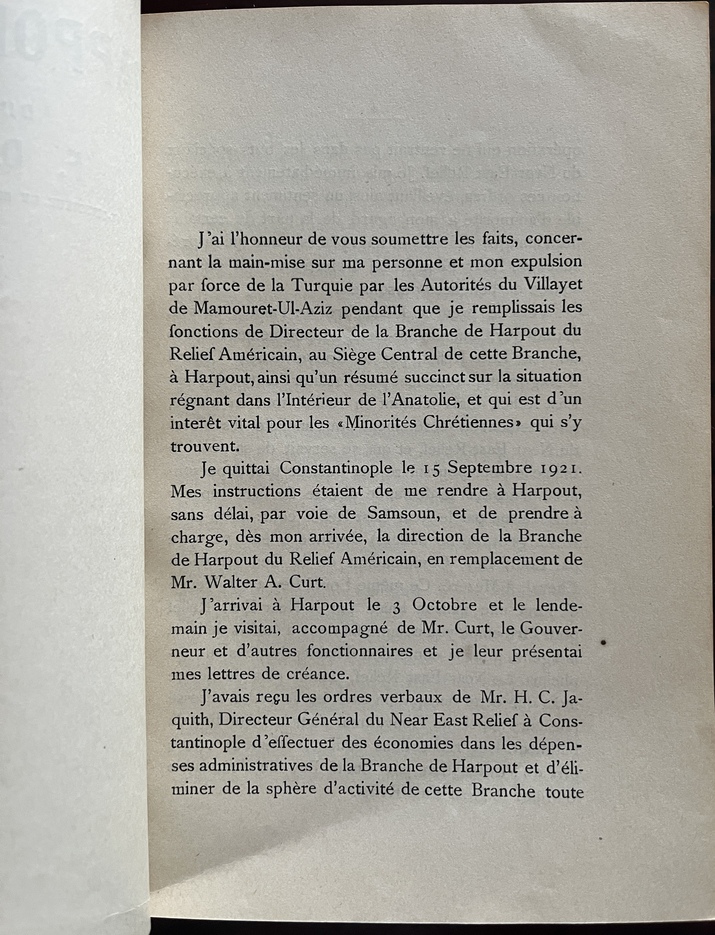 J'ai l'honneur de vous soumettre les faits, concer-
nant la main-mise sur ma personne et mon expulsion
par force de la Turquie par les Autorités du Villayet
de Mamouret-Ul-Aziz pendant que je remplissais les
fonctions de Directeur de la Branche de Harpout du
Relief Américain, au Siège Central de cette Branche,
à Harpout, ainsi qu'un résumé succinct sur la situation
régnant dans l'Intérieur de l'Anatolie, et qui est d'un
interêt vital pour les «Minorités Chrétiennes» qui s'y
trouvent.
Je quittai Constantinople le 15 Septembre 1921.
Mes instructions étaient de me rendre à Harpout,
sans délai, par voie de Samsoun, et de prendre à
charge, dès mon arrivée, la direction de la Branche
de Harpout du Relief Américain, en remplacement de
Mr. Walter A. Curt.
J'arrivai à Harpout le 3 Octobre et le lende-
main je visitai, accompagné de Mr. Curt, le Gouver-
neur et d'autres fonctionnaires et je leur présentai
mes lettres de créance.
J'avais reçu les ordres verbaux de Mr. H. C. Ja-
quith, Directeur Général du Near East Relief à Cons-
tantinople d'effectuer des économies dans les dépen-
ses administratives de la Branche de Harpout et d'éli-
miner de la sphère d'activité de cette Branche toute